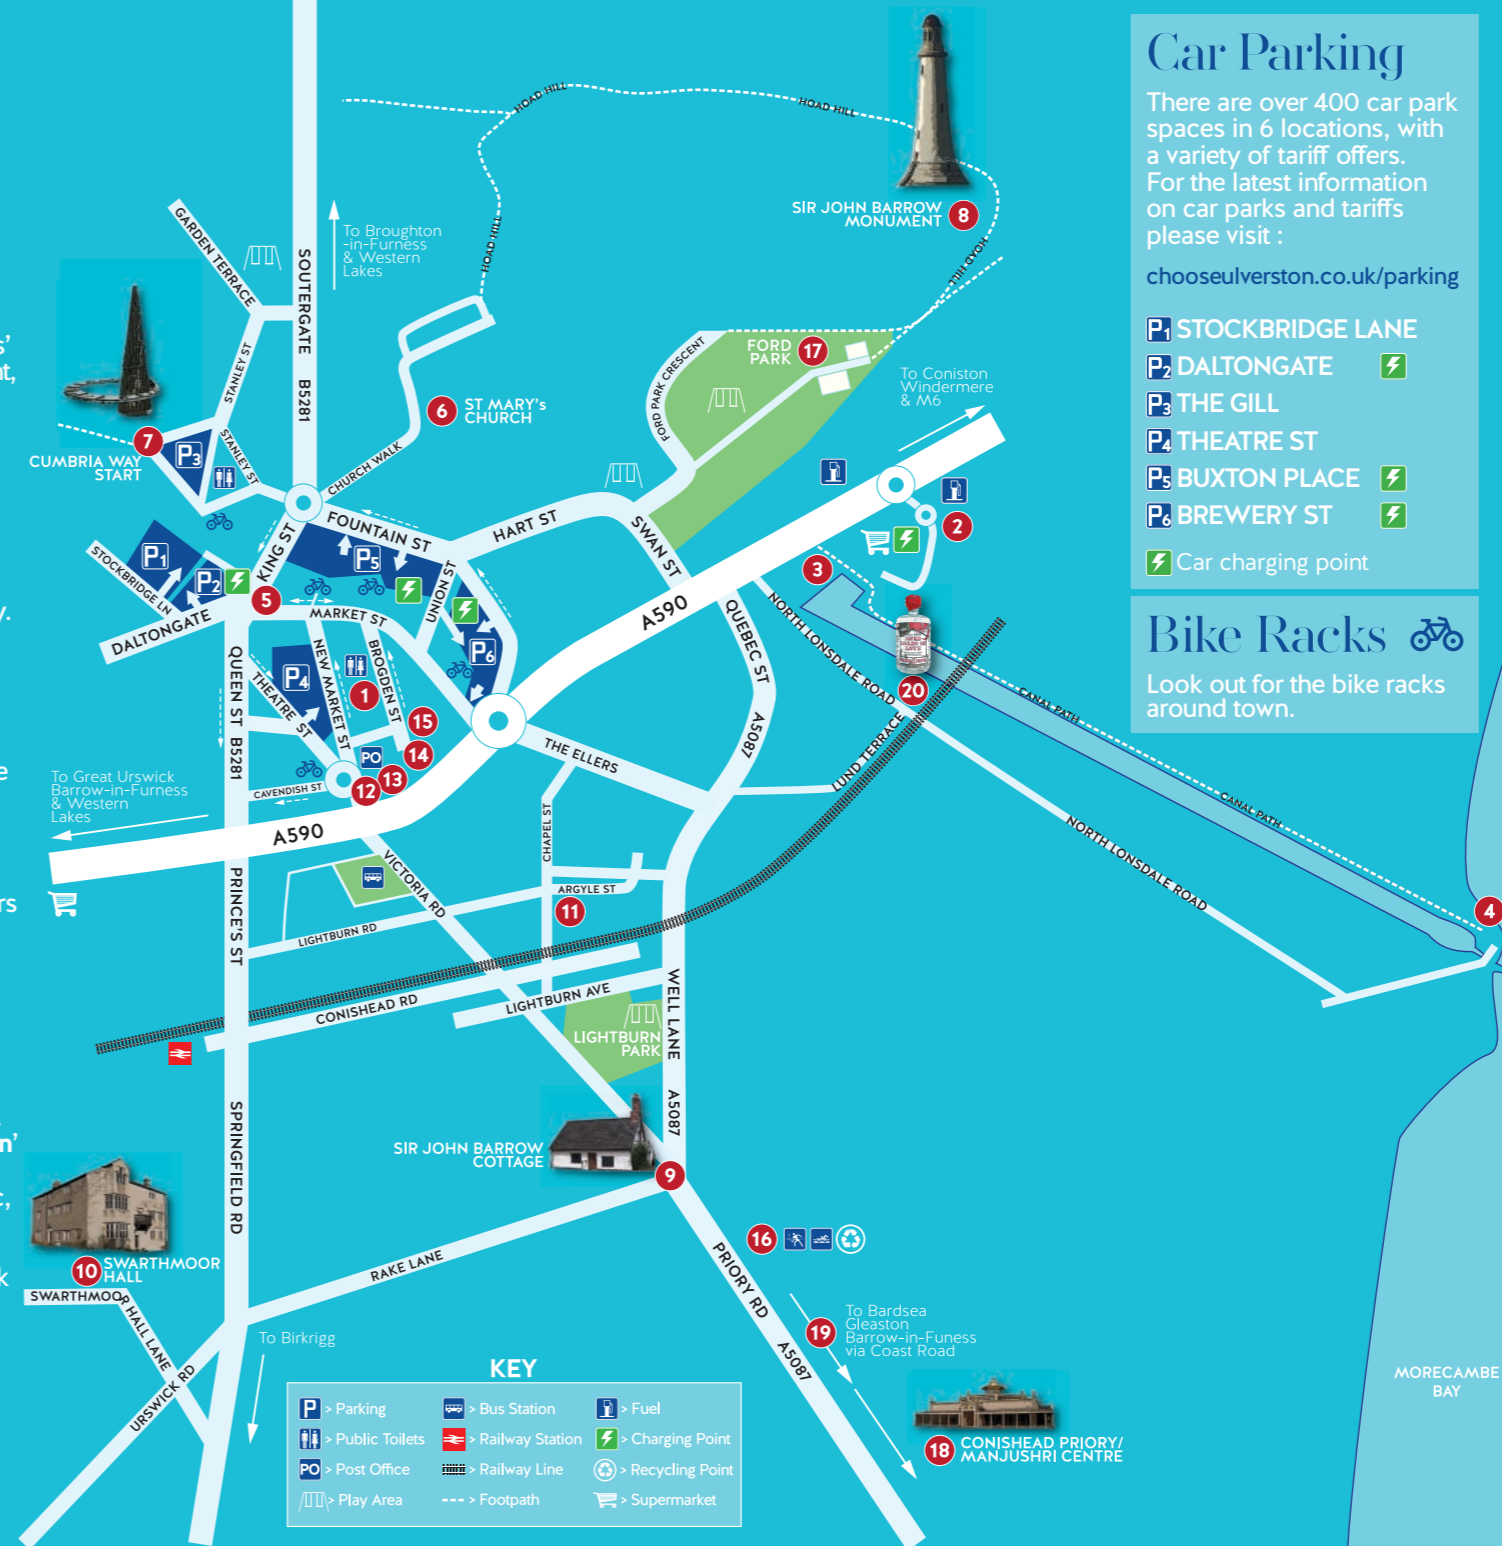 Car Parking
There are over 400 car park
spaces in 6 locations, with
a variety of tariff offers.
For the latest information
on car parks and tariffs
please visit :
chooseulverston.co.uk/parking
P1 STOCKBRIDGE LANE
P2 DALTONGATE
P3 THE GILL
P4 THEATRE ST
P5 BUXTON PLACE
P6 BREWERY ST
Car charging point
Bike Racks
Look out for the bike racks
around town.
HOAD HILL
HOAD HILL
HOAD HILL
HOAD HILL
SIR JOHN BARROW
MONUMENT
8
GARDEN TERRACE
SOUTERGATE
B5281
To Broughton
-in-Furness
& Western
Lakes
s’
nt,
STANLEY ST
STANLEY ST
7
CUMBRIA WAY
START
P3
6
ST MARY's
CHURCH
CHURCH WALK
FORD PARK CRESCENT
FORD
PARK
17
To Coniston
Windermere
& M6
FOUNTAIN ST
HART ST
SWAN ST
2
3
P1
P2
P5
KING ST
STOCKBRIDGE LN
DALTONGATE
5
MARKET ST
UNION ST
P6
y.
A590
QUEBEC ST
NORTH LONSDALE ROAD
QUEEN ST
B5281
THEATRE ST
P4
NEW MARKET ST
BROGDEN ST
1
15
14
13
12
PO
CAVENDISH ST
A5087
LUND TERRACE
20
CANAL PATH
CANAL PATH
NORTH LONSDALE ROAD
4
THE ELLERS
e
To Great Urswick
Barrow-in-Furness
& Western
Lakes
A590
CHAPEL ST
VICTORIA RD
ARGYLE ST
11
rs
PRINCE'S ST
LIGHTBURN RD
CONISHEAD RD
LIGHTBURN AVE
WELL LANE
LIGHTBURN
PARK
A5087
SPRINGFIELD RD
n’
SIR JOHN BARROW
COTTAGE
9
10
SWARTHMOOR
HALL
k
SWARTHMOOR HALL LANE
RAKE LANE
16
PRIORY RD
A5087
19
To Bardsea
Gleaston
Barrow-in-Funess
via Coast Road
To Birkrigg
URSWICK RD
18
CONISHEAD PRIORY/
MANJUSHRI CENTRE
MORECAMBE
BAY
KEY
P > Parking
> Bus Station
> Fuel
> Public Toilets
> Railway Station
> Charging Point
PO > Post Office
> Railway Line
> Recycling Point
> Play Area
> Footpath
> Supermarket